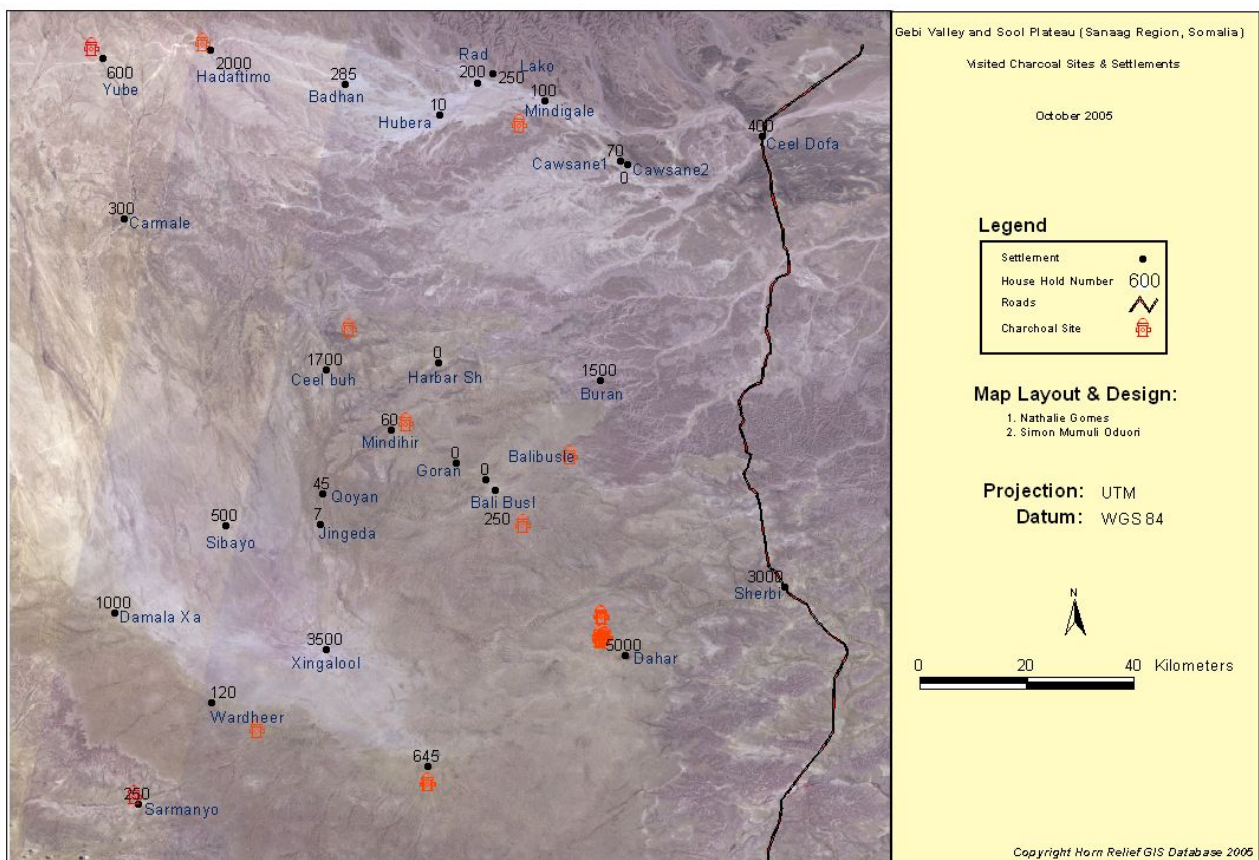 Gebi Valley and Sool Plateau (Sanaag Region, Somalia)
Visited Charcoal Sites & Settlements
October 2005
600
Yube
2000
Hadaftimo
285
Badhan
Rad
200
Lako
250
10
Hubera
100
Mindigale
70
Cawsane1
Cawsane2
0
400
Ceel Dofa
300
Carmale
1700
Ceel buh
0
Harbar Sh
1500
Buran
60
Mindihir
0
Goran
Balibusle
0
Bali Busl
250
45
Qoyan
7
Jingeda
500
Sibayo
3000
Sherbi
1000
Damala Xa
3500
Xingalool
5000
Dahar
120
Wardheer
645
250
Sarmanyo
Legend
Settlement
House Hold Number 600
Roads
Charchoal Site
Map Layout & Design:
1. Nathalie Gomes
2. Simon Mumuli Oduori
Projection: UTM
Datum: WGS 84
N
0 20 40 Kilometers
Copyright Horn Relief GIS Database 2005